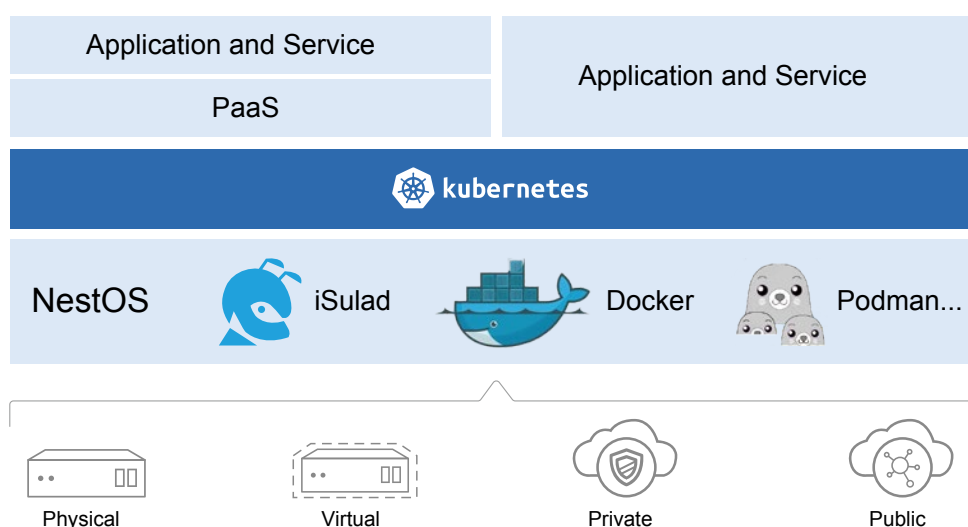 Application and Service
PaaS
Application and Service
kubernetes
NestOS
iSulad
Docker
Podman...
Physical
Virtual
Private
Public